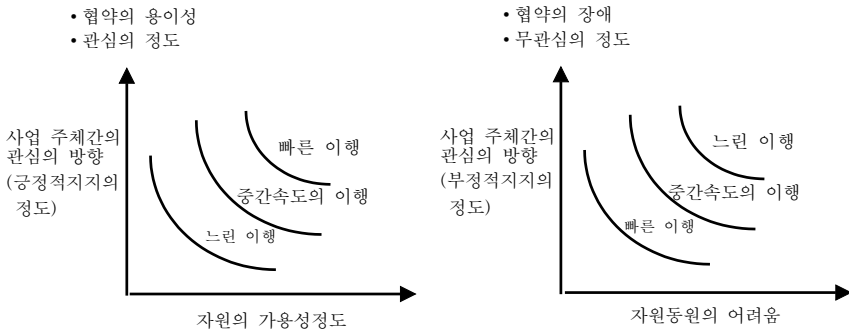 • 협약의 용이성
• 관심의 정도
사업 주체간의
관심의 방향
(긍정적지지의
정도)
빠른 이행
중간속도의 이행
느린 이행
자원의 가용성정도
• 협약의 장애
• 무관심의 정도
사업 주체간의
관심의 방향
(부정적지지의
정도)
느린 이행
중간속도의 이행
빠른 이행
자원동원의 어려움